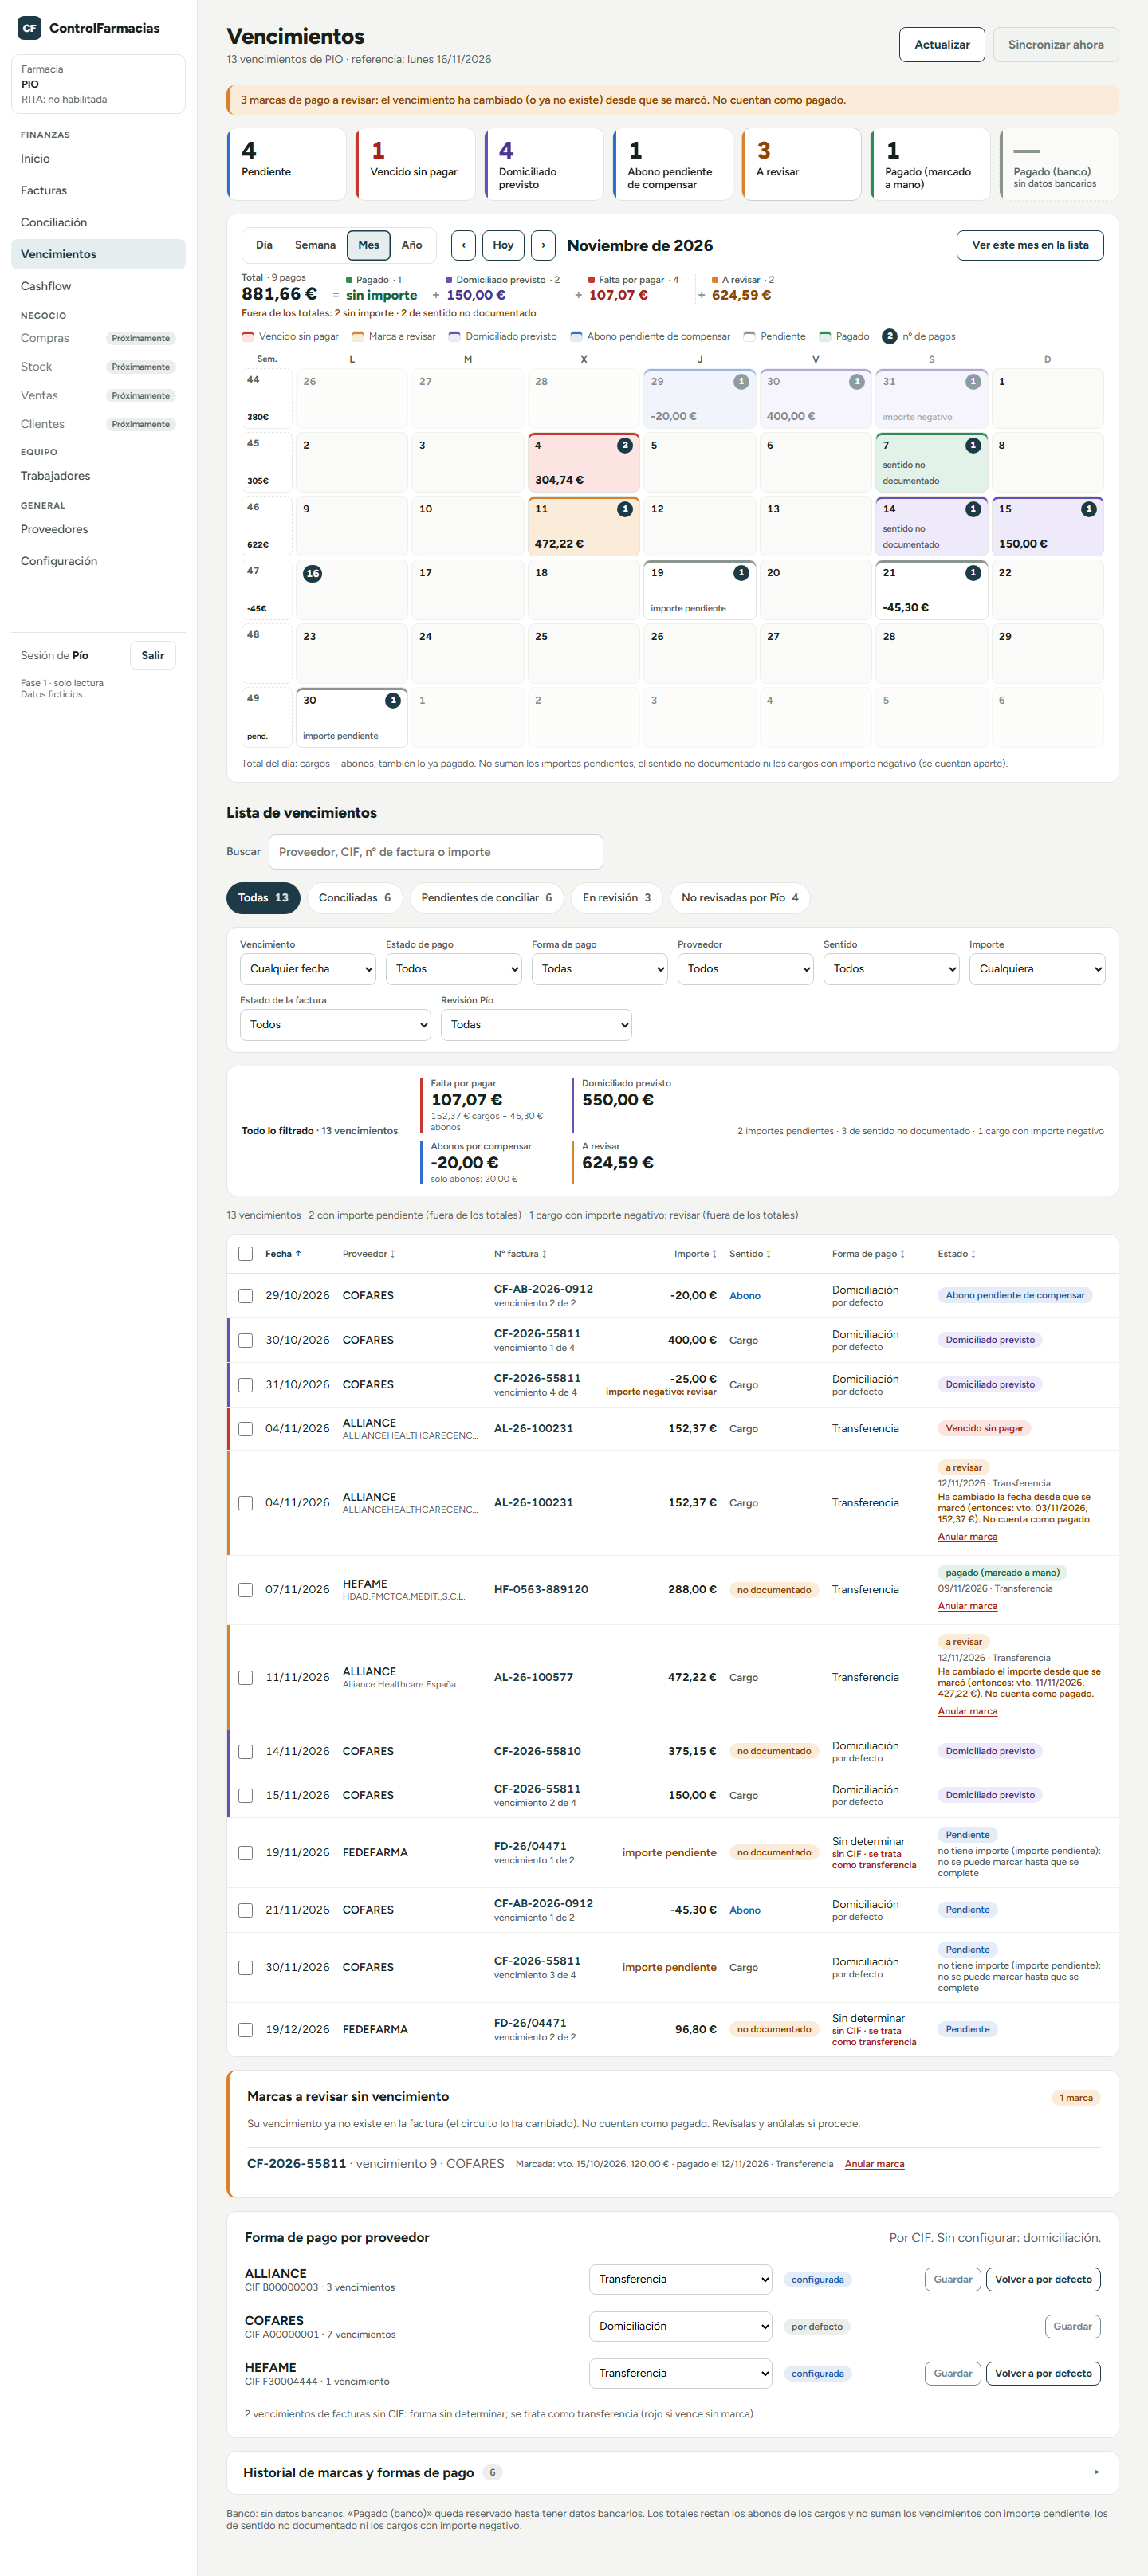 CF ControlFarmacias
Farmacia
PIO
RITA: no habilitada
FINANZAS
Inicio
Facturas
Conciliación
Vencimientos
Cashflow
NEGOCIO
Compras Próximamente
Stock Próximamente
Ventas Próximamente
Clientes Próximamente
EQUIPO
Trabajadores
GENERAL
Proveedores
Configuración
Sesión de Pío Salir
Fase 1 · solo lectura
Datos ficticios
Vencimientos
13 vencimientos de PIO · referencia: lunes 16/11/2026
Actualizar Sincronizar ahora
3 marcas de pago a revisar: el vencimiento ha cambiado (o ya no existe) desde que se marcó. No cuentan como pagado.
4
Pendiente
1
Vencido sin pagar
4
Domiciliado
previsto
1
Abono pendiente
de compensar
3
A revisar
1
Pagado (marcado
a mano)
—
Pagado (banco)
sin datos bancarios
Día Semana Mes Año ‹ Hoy › Noviembre de 2026 Ver este mes en la lista
Total · 9 pagos Pagado · 1 Domiciliado previsto · 2 Falta por pagar · 4 A revisar · 2
881,66 € = sin importe + 150,00 € + 107,07 € + 624,59 €
Fuera de los totales: 2 sin importe · 2 de sentido no documentado
Vencido sin pagar Marca a revisar Domiciliado previsto Abono pendiente de compensar Pendiente Pagado 2 nº de pagos
Sem. L M X J V S D
44 26 27 28 29 1 30 1 31 1 1
380€ -20,00 € 400,00 € importe negativo
45 2 3 4 2 5 6 7 1 8
305€ 304,74 € sentido no
documentado
46 9 10 11 1 12 13 14 1 15 1
622€ 472,22 € sentido no
documentado 150,00 €
47 16 17 18 19 1 20 21 1 22
-45€ importe pendiente -45,30 €
48 23 24 25 26 27 28 29
49 30 1 1 2 3 4 5 6
pend. importe pendiente
Total del día: cargos − abonos, también lo ya pagado. No suman los importes pendientes, el sentido no documentado ni los cargos con importe negativo (se cuentan aparte).
Lista de vencimientos
Buscar Proveedor, CIF, nº de factura o importe
Todas 13 Conciliadas 6 Pendientes de conciliar 6 En revisión 3 No revisadas por Pío 4
Vencimiento Estado de pago Forma de pago Proveedor Sentido Importe
Cualquier fecha Todos Todas Todos Todos Cualquiera
Estado de la factura Revisión Pío
Todos Todas
Todo lo filtrado · 13 vencimientos
Falta por pagar
107,07 €
152,37 € cargos − 45,30 €
abonos
Domiciliado previsto
550,00 €
Abonos por compensar
-20,00 €
solo abonos: 20,00 €
A revisar
624,59 €
2 importes pendientes · 3 de sentido no documentado · 1 cargo con importe negativo
13 vencimientos · 2 con importe pendiente (fuera de los totales) · 1 cargo con importe negativo: revisar (fuera de los totales)
Fecha ↑ Proveedor ↕ Nº factura ↕ Importe ↕ Sentido ↕ Forma de pago ↕ Estado ↕
29/10/2026 COFARES CF-AB-2026-0912
vencimiento 2 de 2 -20,00 € Abono Domiciliación
por defecto Abono pendiente de compensar
30/10/2026 COFARES CF-2026-55811
vencimiento 1 de 4 400,00 € Cargo Domiciliación
por defecto Domiciliado previsto
31/10/2026 COFARES CF-2026-55811
vencimiento 4 de 4 -25,00 €
importe negativo: revisar Cargo Domiciliación
por defecto Domiciliado previsto
04/11/2026 ALLIANCE
ALLIANCEHEALTHCARECENC... AL-26-100231 152,37 € Cargo Transferencia Vencido sin pagar
04/11/2026 ALLIANCE
ALLIANCEHEALTHCARECENC... AL-26-100231 152,37 € Cargo Transferencia a revisar
12/11/2026 · Transferencia
Ha cambiado la fecha desde que se
marcó (entonces: vto. 03/11/2026,
152,37 €). No cuenta como pagado.
Anular marca
07/11/2026 HEFAME
HDAD.FMCTCA.MEDIT.,S.C.L. HF-0563-889120 288,00 € no documentado Transferencia pagado (marcado a mano)
09/11/2026 · Transferencia
Anular marca
11/11/2026 ALLIANCE
Alliance Healthcare España AL-26-100577 472,22 € Cargo Transferencia a revisar
12/11/2026 · Transferencia
Ha cambiado el importe desde que se
marcó (entonces: vto. 11/11/2026,
427,22 €). No cuenta como pagado.
Anular marca
14/11/2026 COFARES CF-2026-55810 375,15 € no documentado Domiciliación
por defecto Domiciliado previsto
15/11/2026 COFARES CF-2026-55811
vencimiento 2 de 4 150,00 € Cargo Domiciliación
por defecto Domiciliado previsto
19/11/2026 FEDEFARMA FD-26/04471
vencimiento 1 de 2 importe pendiente no documentado Sin determinar
sin CIF · se trata
como transferencia Pendiente
no tiene importe (importe pendiente):
no se puede marcar hasta que se
complete
21/11/2026 COFARES CF-AB-2026-0912
vencimiento 1 de 2 -45,30 € Abono Domiciliación
por defecto Pendiente
30/11/2026 COFARES CF-2026-55811
vencimiento 3 de 4 importe pendiente Cargo Domiciliación
por defecto Pendiente
no tiene importe (importe pendiente):
no se puede marcar hasta que se
complete
19/12/2026 FEDEFARMA FD-26/04471
vencimiento 2 de 2 96,80 € no documentado Sin determinar
sin CIF · se trata
como transferencia Pendiente
Marcas a revisar sin vencimiento 1 marca
Su vencimiento ya no existe en la factura (el circuito lo ha cambiado). No cuentan como pagado. Revísalas y anúlalas si procede.
CF-2026-55811 · vencimiento 9 · COFARES Marcada: vto. 15/10/2026, 120,00 € · pagado el 12/11/2026 · Transferencia Anular marca
Forma de pago por proveedor Por CIF. Sin configurar: domiciliación.
ALLIANCE
CIF B00000003 · 3 vencimientos Transferencia configurada Guardar Volver a por defecto
COFARES
CIF A00000001 · 7 vencimientos Domiciliación por defecto Guardar
HEFAME
CIF F30004444 · 1 vencimiento Transferencia configurada Guardar Volver a por defecto
2 vencimientos de facturas sin CIF: forma sin determinar; se trata como transferencia (rojo si vence sin marca).
Historial de marcas y formas de pago 6
Banco: sin datos bancarios. «Pagado (banco)» queda reservado hasta tener datos bancarios. Los totales restan los abonos de los cargos y no suman los vencimientos con importe pendiente, los
de sentido no documentado ni los cargos con importe negativo.